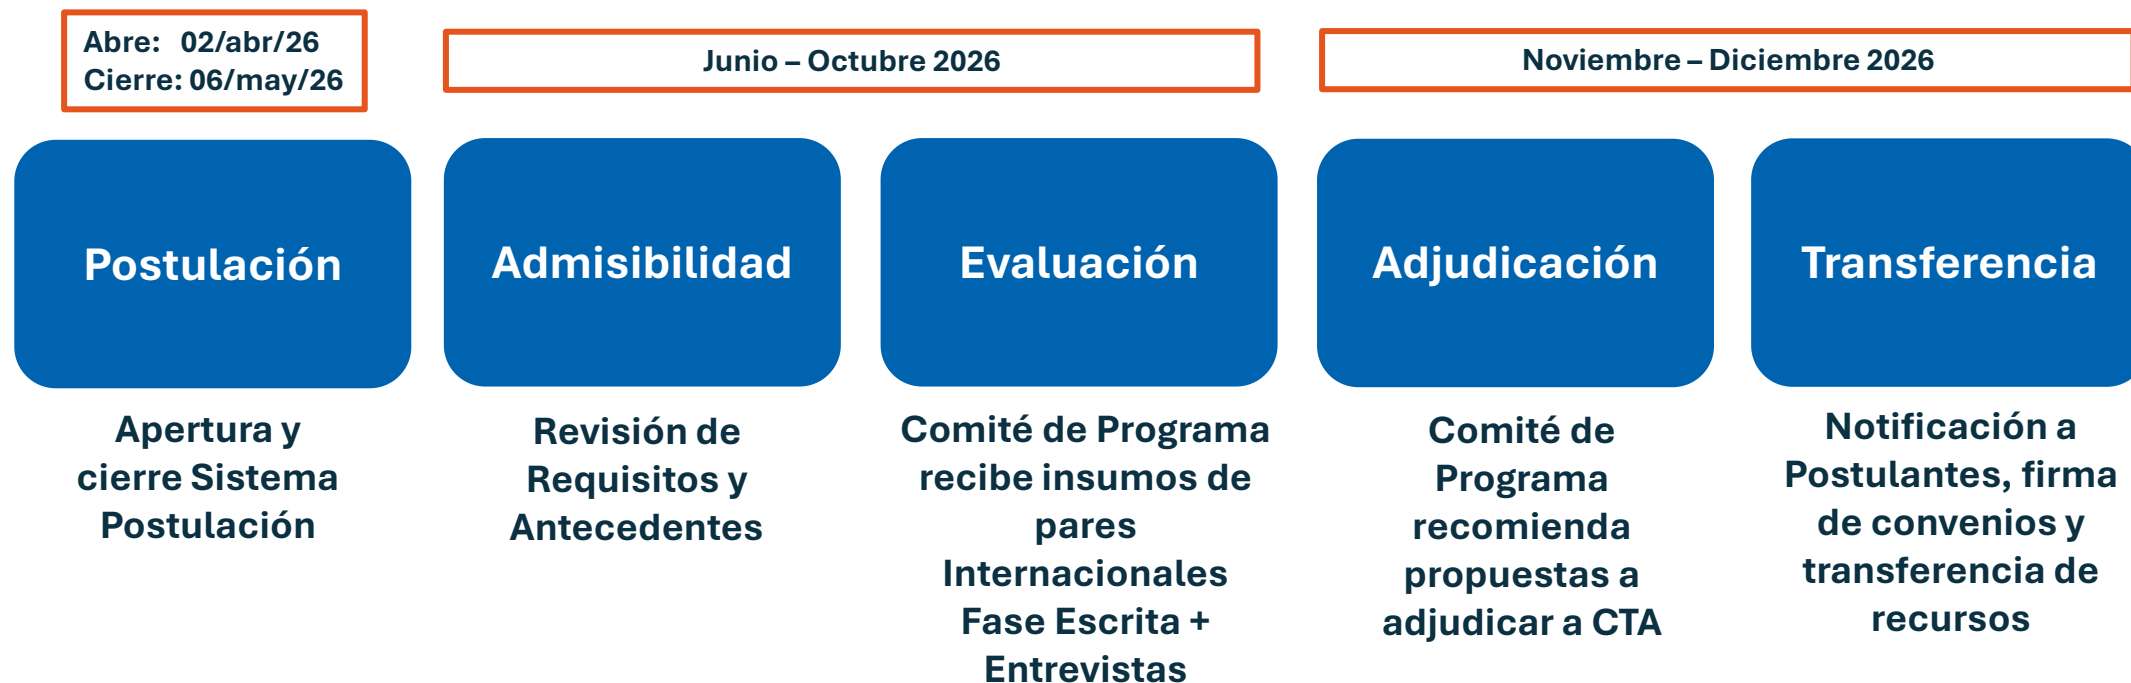 Abre: 02/abr/26
Cierre: 06/may/26
Junio – Octubre 2026
Noviembre – Diciembre 2026
Postulación
Admisibilidad
Evaluación
Adjudicación
Transferencia
Apertura y
cierre Sistema
Postulación
Revisión de
Requisitos y
Antecedentes
Comité de Programa
recibe insumos de
pares
Internacionales
Fase Escrita +
Entrevistas
Comité de
Programa
recomienda
propuestas a
adjudicar a CTA
Notificación a
Postulantes, firma
de convenios y
transferencia de
recursos